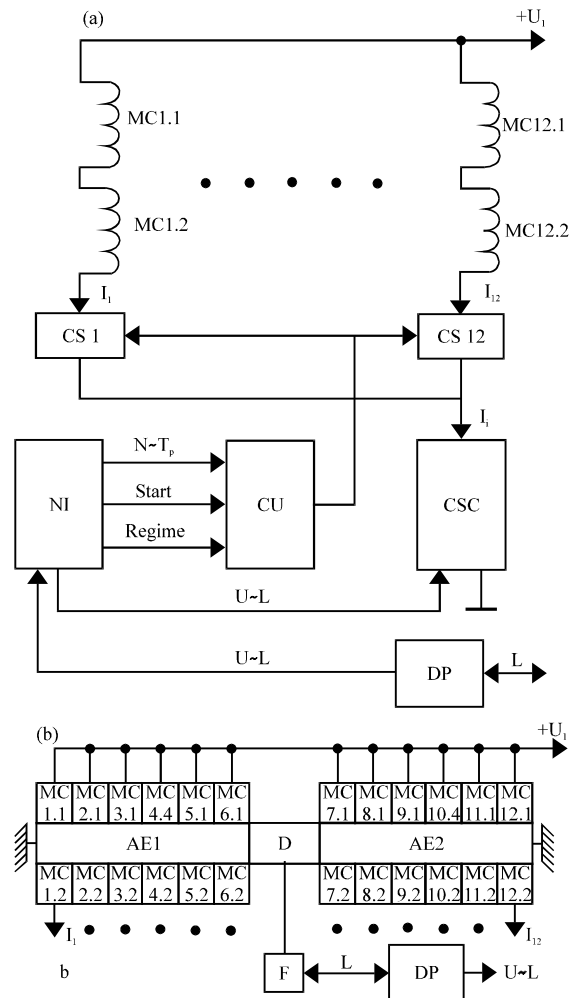 (a)
+U₁
MC1.1
MC12.1
MC1.2
MC12.2
I₁
I₁₂
CS 1
CS 12
Iᵢ
N~Tₚ
NI
Start
CU
CSC
Regime
U~L
U~L
DP
L
(b)
+U₁
MC 1.1
MC 2.1
MC 3.1
MC 4.4
MC 5.1
MC 6.1
MC 7.1
MC 8.1
MC 9.1
MC 10.4
MC 11.1
MC 12.1
AE1
D
AE2
MC 1.2
MC 2.2
MC 3.2
MC 4.2
MC 5.2
MC 6.2
MC 7.2
MC 8.2
MC 9.2
MC 10.2
MC 11.2
MC 12.2
I₁
I₁₂
b
F
L
DP
U~L